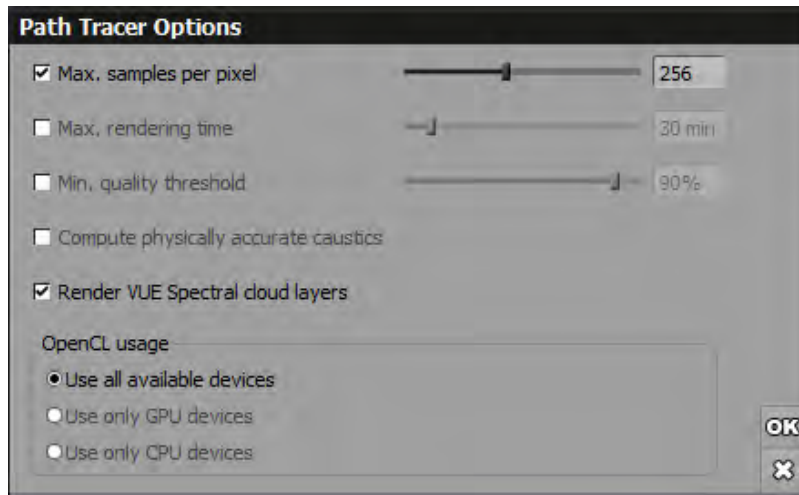 Path Tracer Options
Max. samples per pixel 256
Max. rendering time 30 min
Min. quality threshold 90%
Compute physically accurate caustics
Render VUE Spectral cloud layers
OpenCL usage
Use all available devices
Use only GPU devices
Use only CPU devices
OK